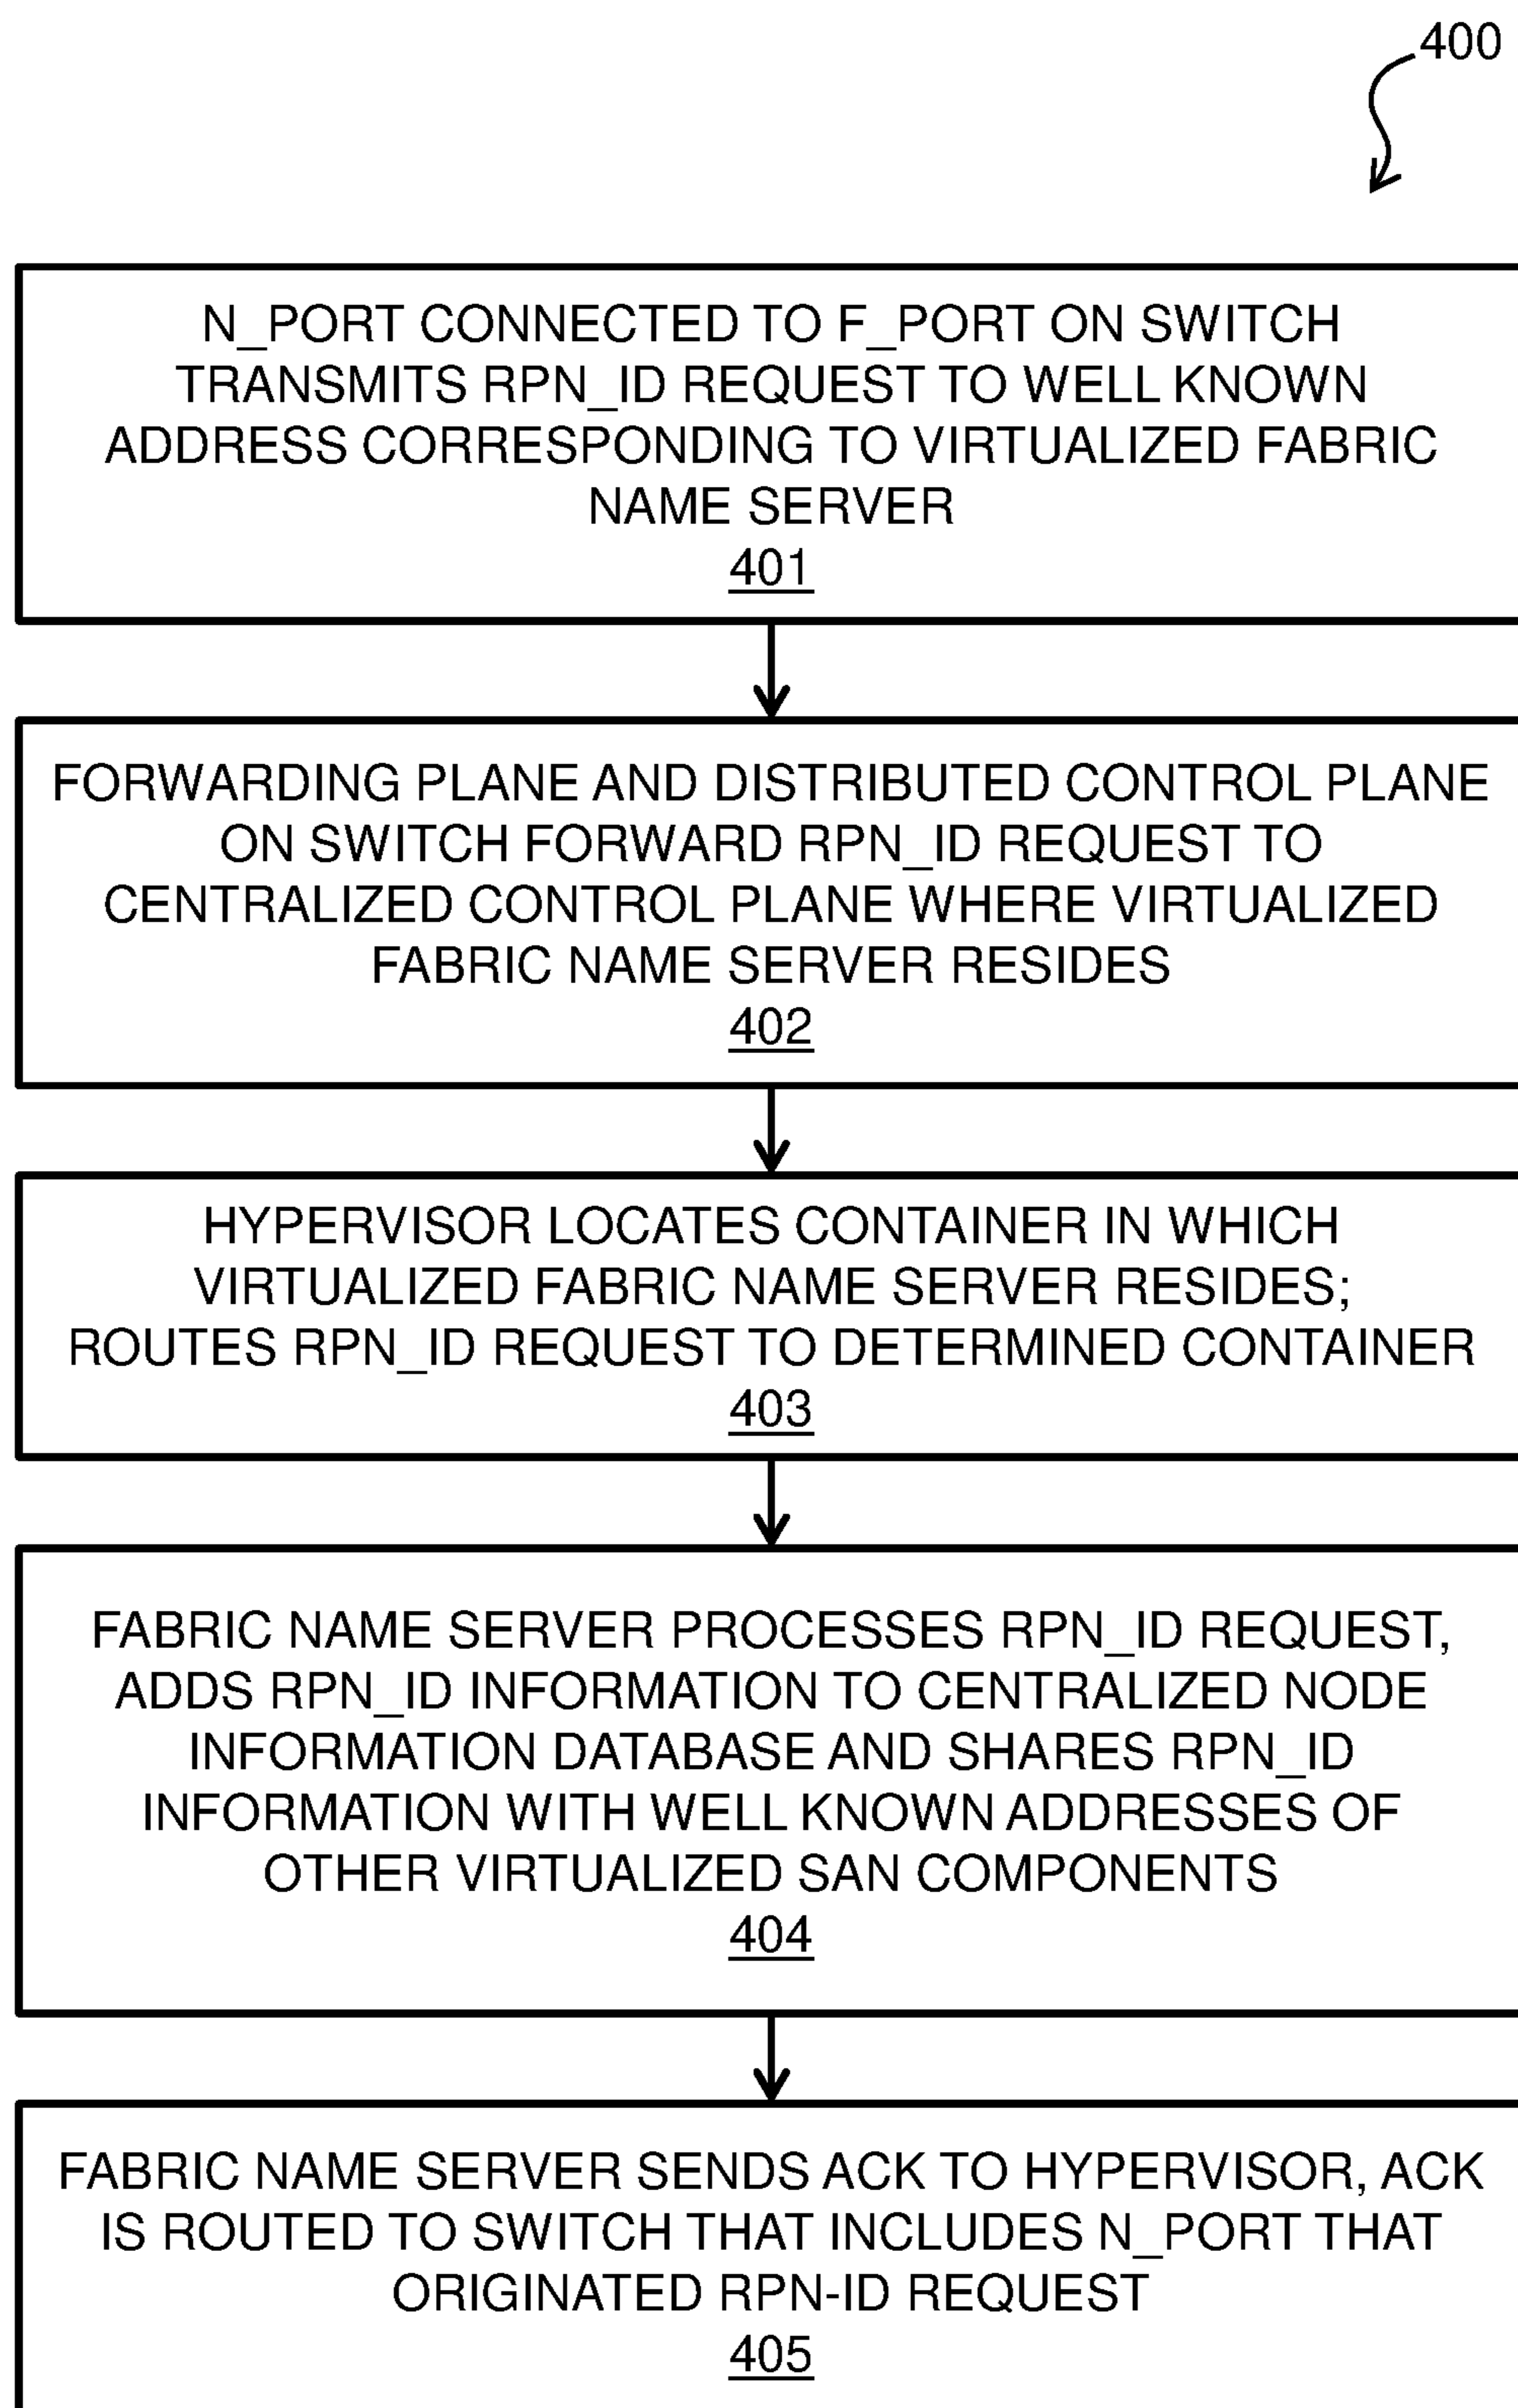 400
N_PORT CONNECTED TO F_PORT ON SWITCH
TRANSMITS RPN_ID REQUEST TO WELL KNOWN
ADDRESS CORRESPONDING TO VIRTUALIZED FABRIC
NAME SERVER
401
FORWARDING PLANE AND DISTRIBUTED CONTROL PLANE
ON SWITCH FORWARD RPN_ID REQUEST TO
CENTRALIZED CONTROL PLANE WHERE VIRTUALIZED
FABRIC NAME SERVER RESIDES
402
HYPERVISOR LOCATES CONTAINER IN WHICH
VIRTUALIZED FABRIC NAME SERVER RESIDES;
ROUTES RPN_ID REQUEST TO DETERMINED CONTAINER
403
FABRIC NAME SERVER PROCESSES RPN_ID REQUEST,
ADDS RPN_ID INFORMATION TO CENTRALIZED NODE
INFORMATION DATABASE AND SHARES RPN_ID
INFORMATION WITH WELL KNOWN ADDRESSES OF
OTHER VIRTUALIZED SAN COMPONENTS
404
FABRIC NAME SERVER SENDS ACK TO HYPERVISOR, ACK
IS ROUTED TO SWITCH THAT INCLUDES N_PORT THAT
ORIGINATED RPN-ID REQUEST
405